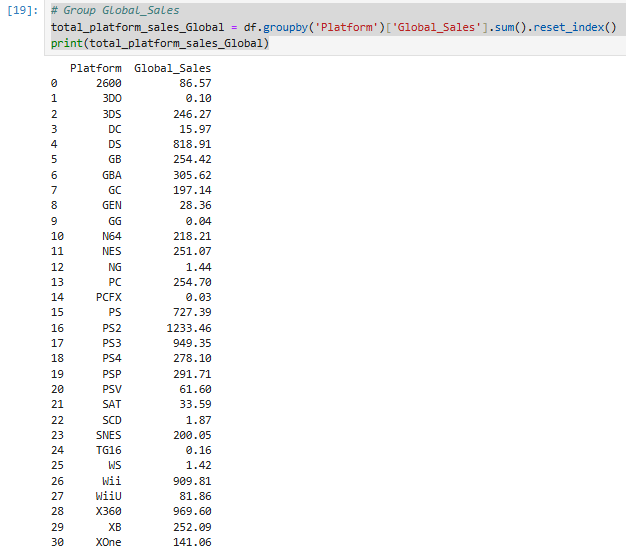 [19]: # Group Global_Sales
total_platform_sales_Global = df.groupby('Platform')['Global_Sales'].sum().reset_index()
print(total_platform_sales_Global)
Platform Global_Sales
0 2600 86.57
1 3DO 0.10
2 3DS 246.27
3 DC 15.97
4 DS 818.91
5 GB 254.42
6 GBA 305.62
7 GC 197.14
8 GEN 28.36
9 GG 0.04
10 N64 218.21
11 NES 251.07
12 NG 1.44
13 PC 254.70
14 PCFX 0.03
15 PS 727.39
16 PS2 1233.46
17 PS3 949.35
18 PS4 278.10
19 PSP 291.71
20 PSV 61.60
21 SAT 33.59
22 SCD 1.87
23 SNES 200.05
24 TG16 0.16
25 WS 1.42
26 Wii 909.81
27 WiiU 81.86
28 X360 969.60
29 XB 252.09
30 XOne 141.06